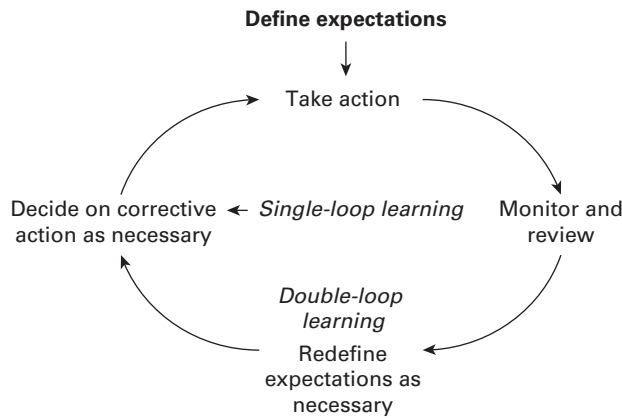 Define expectations
Take action
Decide on corrective
action as necessary
Single-loop learning
Monitor and
review
Double-loop
learning
Redefine
expectations as
necessary